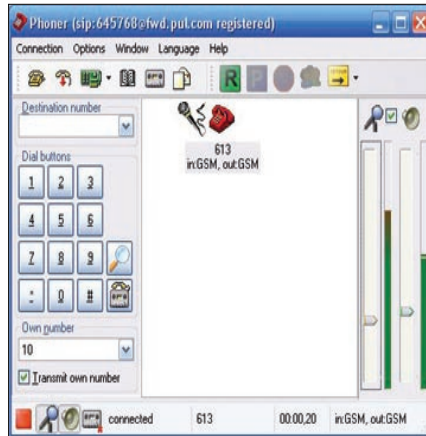 Phoner (sip:645768@fwd.pul.com registered)
Connection Options Window Language Help
R P
Destination number
Dial buttons
1 2 3
4 5 6
7 8 9
* 0 #
Own number
10
Transmit own number
613
in:GSM, out:GSM
connected 613 00:00,20 in:GSM, out:GSM